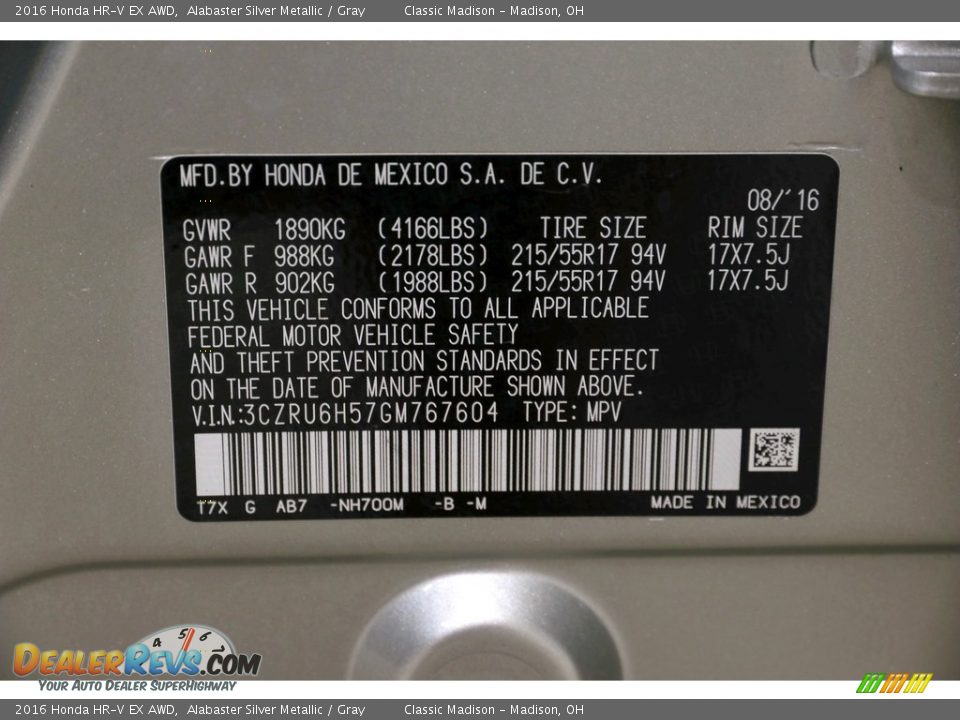 2016 Honda HR-V EX AWD, Alabaster Silver Metallic / Gray Classic Madison - Madison, OH
MFD.BY HONDA DE MEXICO S.A. DE C.V.
08/'16
GVWR 1890KG (4166LBS) TIRE SIZE RIM SIZE
GAWR F 988KG (2178LBS) 215/55R17 94V 17X7.5J
GAWR R 902KG (1988LBS) 215/55R17 94V 17X7.5J
THIS VEHICLE CONFORMS TO ALL APPLICABLE
FEDERAL MOTOR VEHICLE SAFETY
AND THEFT PREVENTION STANDARDS IN EFFECT
ON THE DATE OF MANUFACTURE SHOWN ABOVE.
V.I.N.:3CZRU6H57GM767604 TYPE: MPV
T7X G AB7 -NH700M -B -M MADE IN MEXICO
4 5 6
DEALERREVS.COM
YOUR AUTO DEALER SUPERHIGHWAY
2016 Honda HR-V EX AWD, Alabaster Silver Metallic / Gray Classic Madison - Madison, OH